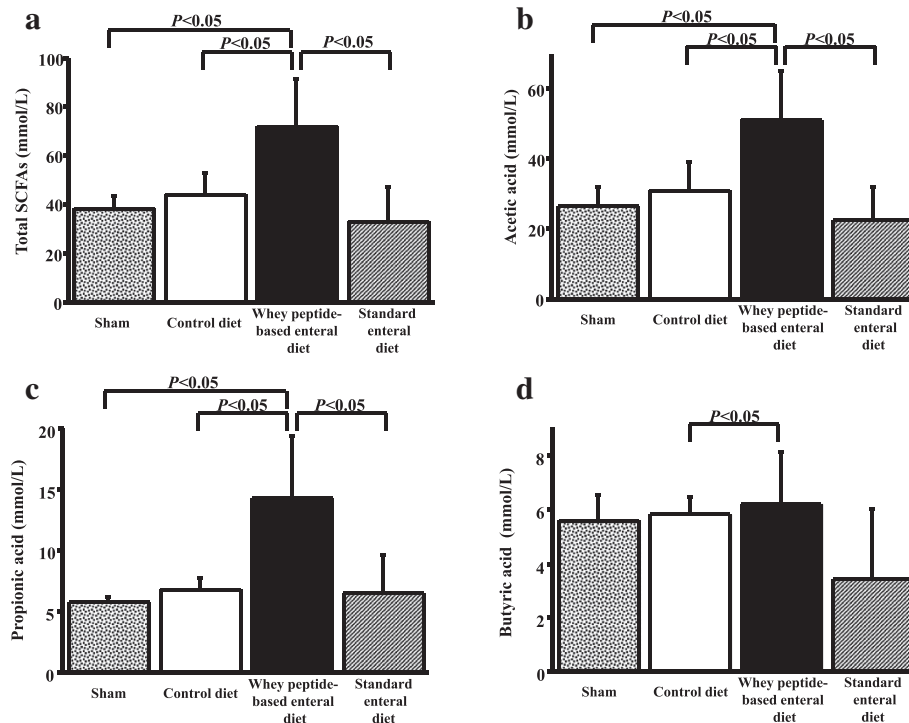 a
P<0.05
P<0.05 P<0.05
Total SCFAs (mmol/L)
100
80
60
40
20
0
Sham
Control diet
Whey peptide-
based enteral
diet
Standard
enteral
diet
b
P<0.05
P<0.05 P<0.05
Acetic acid (mmol/L)
60
40
20
0
Sham
Control diet
Whey peptide-
based enteral
diet
Standard
enteral
diet
c
P<0.05
P<0.05 P<0.05
Propionic acid (mmol/L)
20
15
10
5
0
Sham
Control diet
Whey peptide-
based enteral
diet
Standard
enteral
diet
d
P<0.05
Butyric acid (mmol/L)
8
6
4
2
0
Sham
Control diet
Whey peptide-
based enteral
diet
Standard
enteral
diet